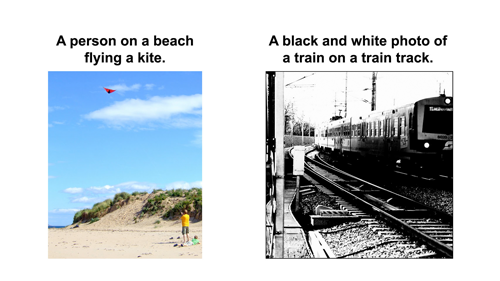 A person on a beach
flying a kite.
A black and white photo of
a train on a train track.